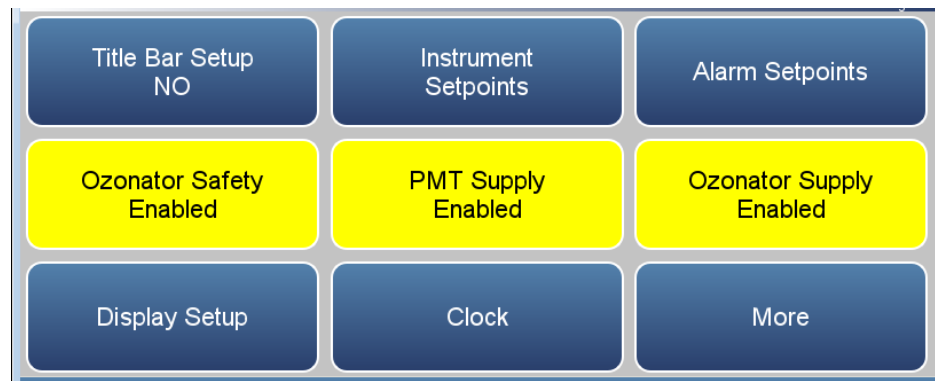 Title Bar Setup
NO
Instrument
Setpoints
Alarm Setpoints
Ozonator Safety
Enabled
PMT Supply
Enabled
Ozonator Supply
Enabled
Display Setup
Clock
More